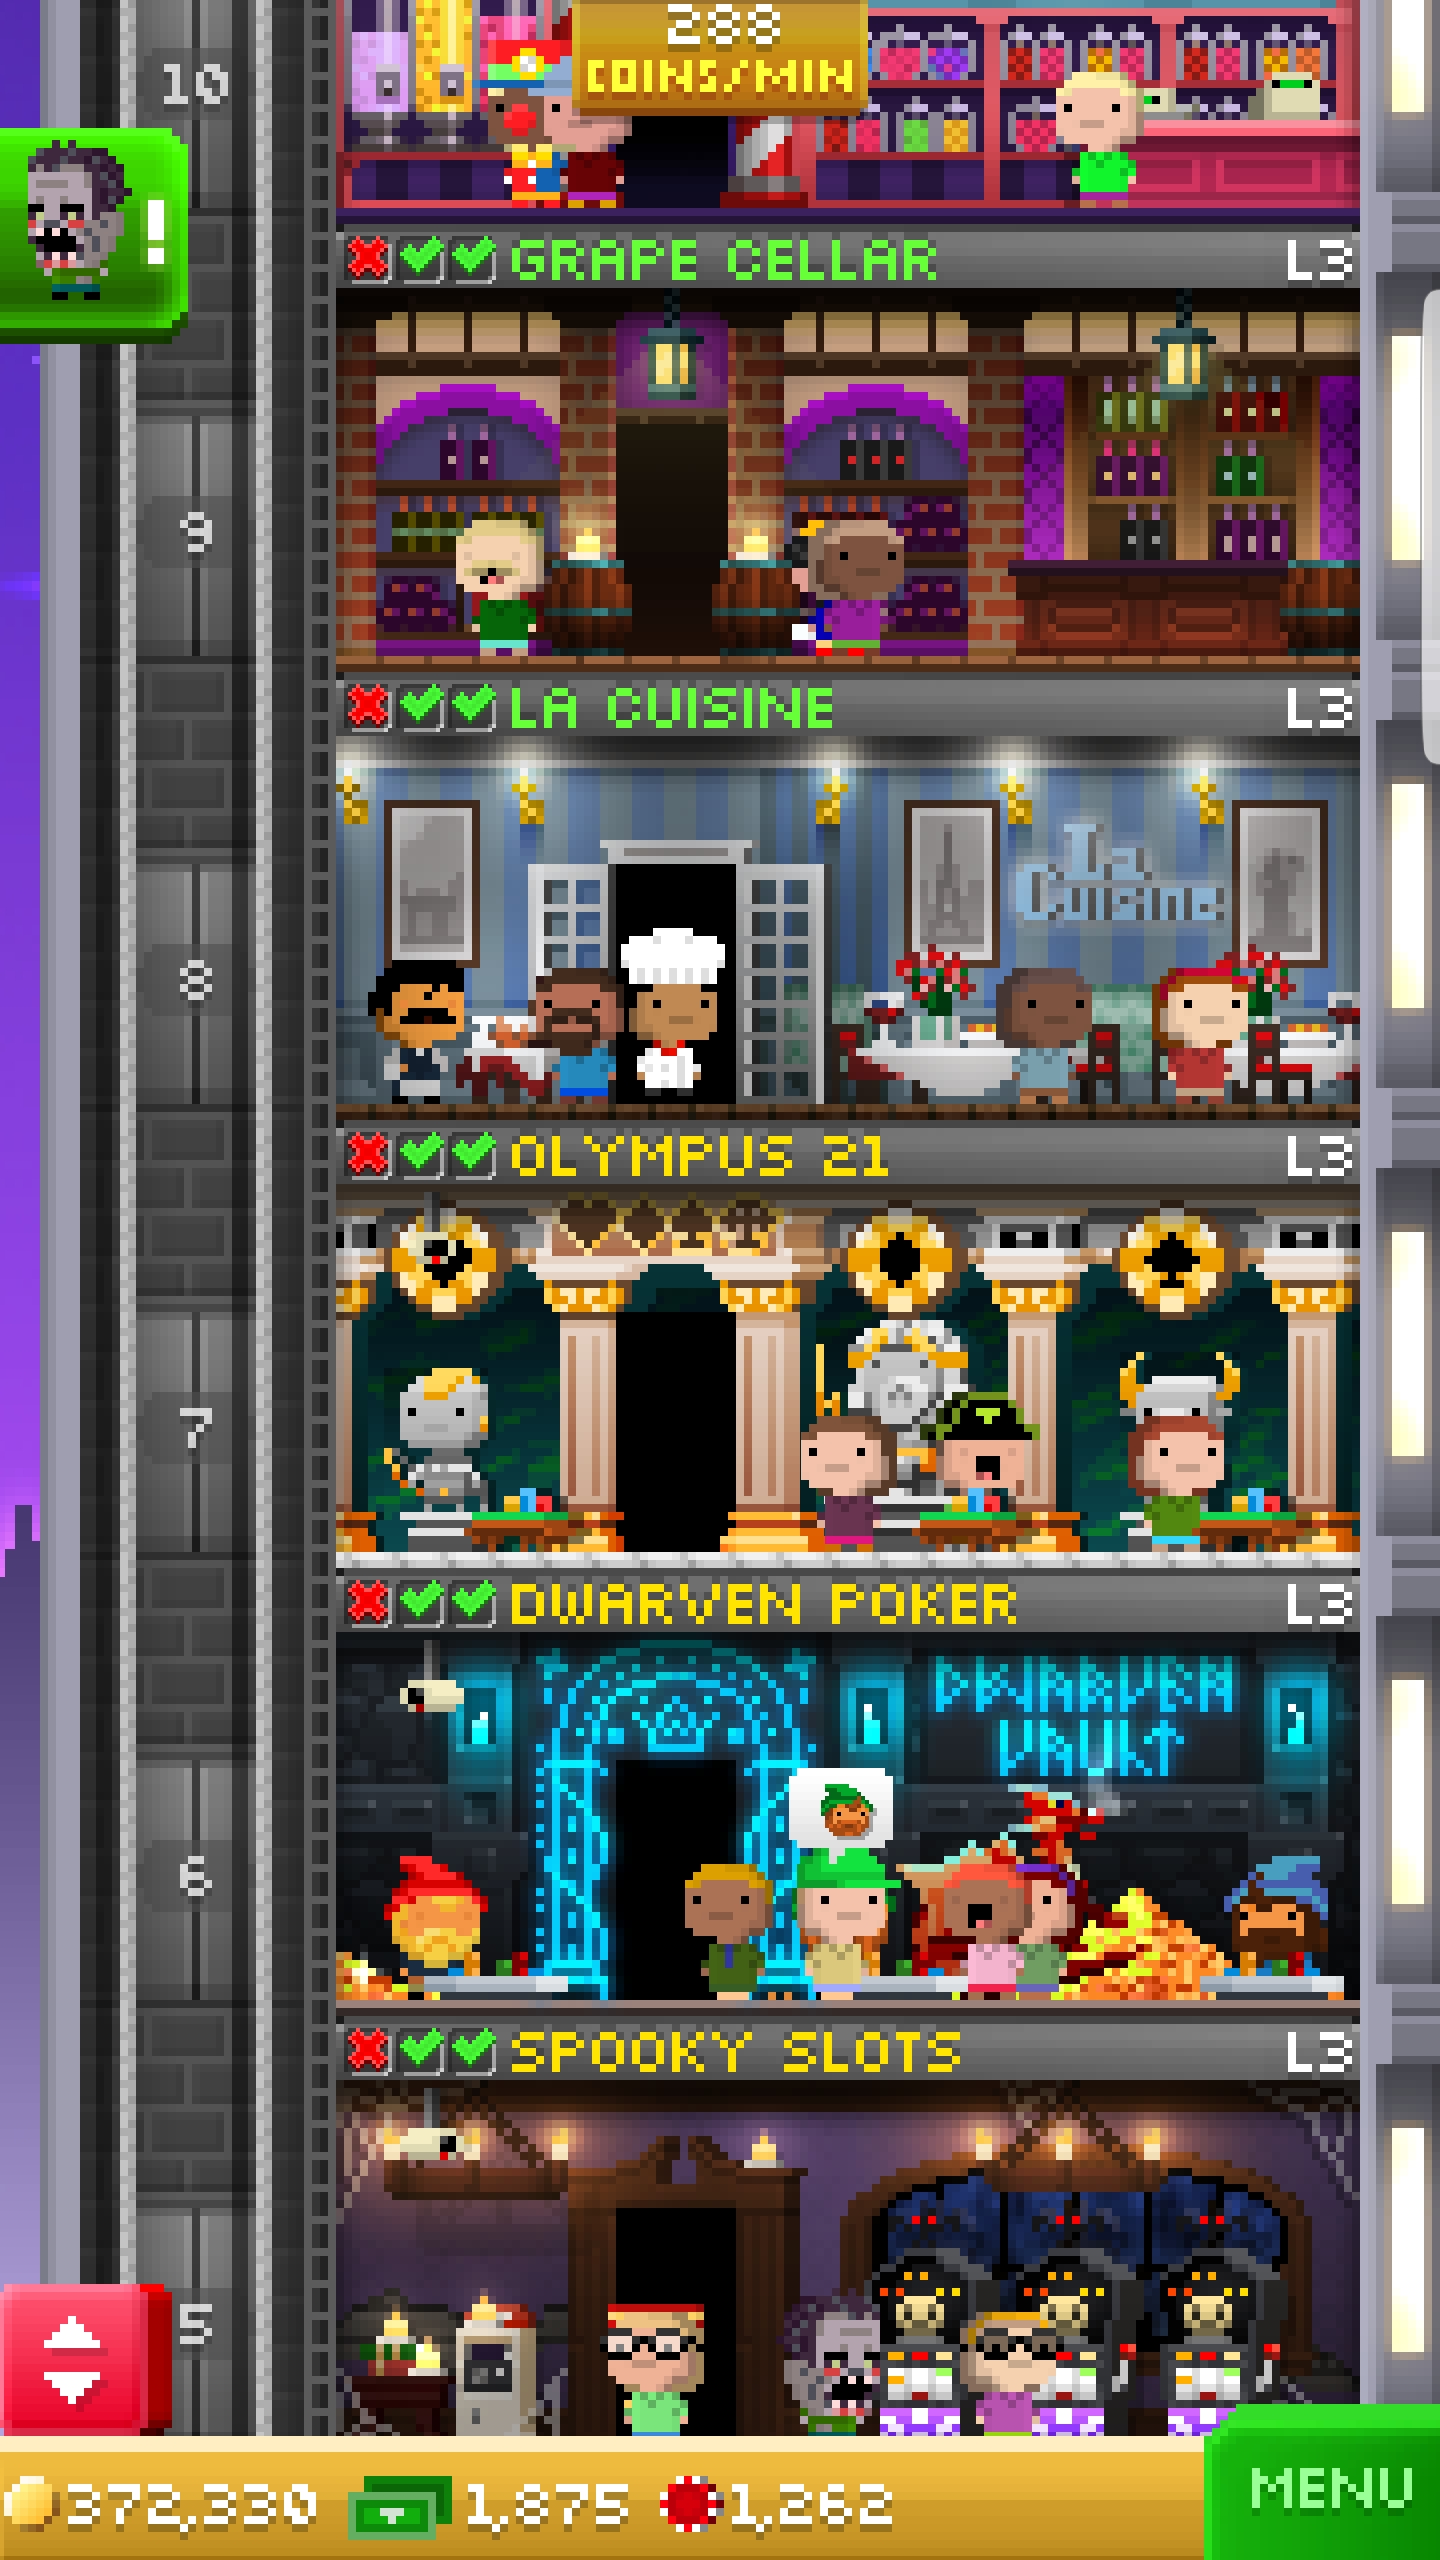 288
COINS/MIN
10
!
GRAPE CELLAR L3
9
LA CUISINE L3
La
Cuisine
8
OLYMPUS 21 L3
7
DWARVEN POKER L3
DWARVEN
VAULT
6
SPOOKY SLOTS L3
5
372,330 1,875 1,262
MENU